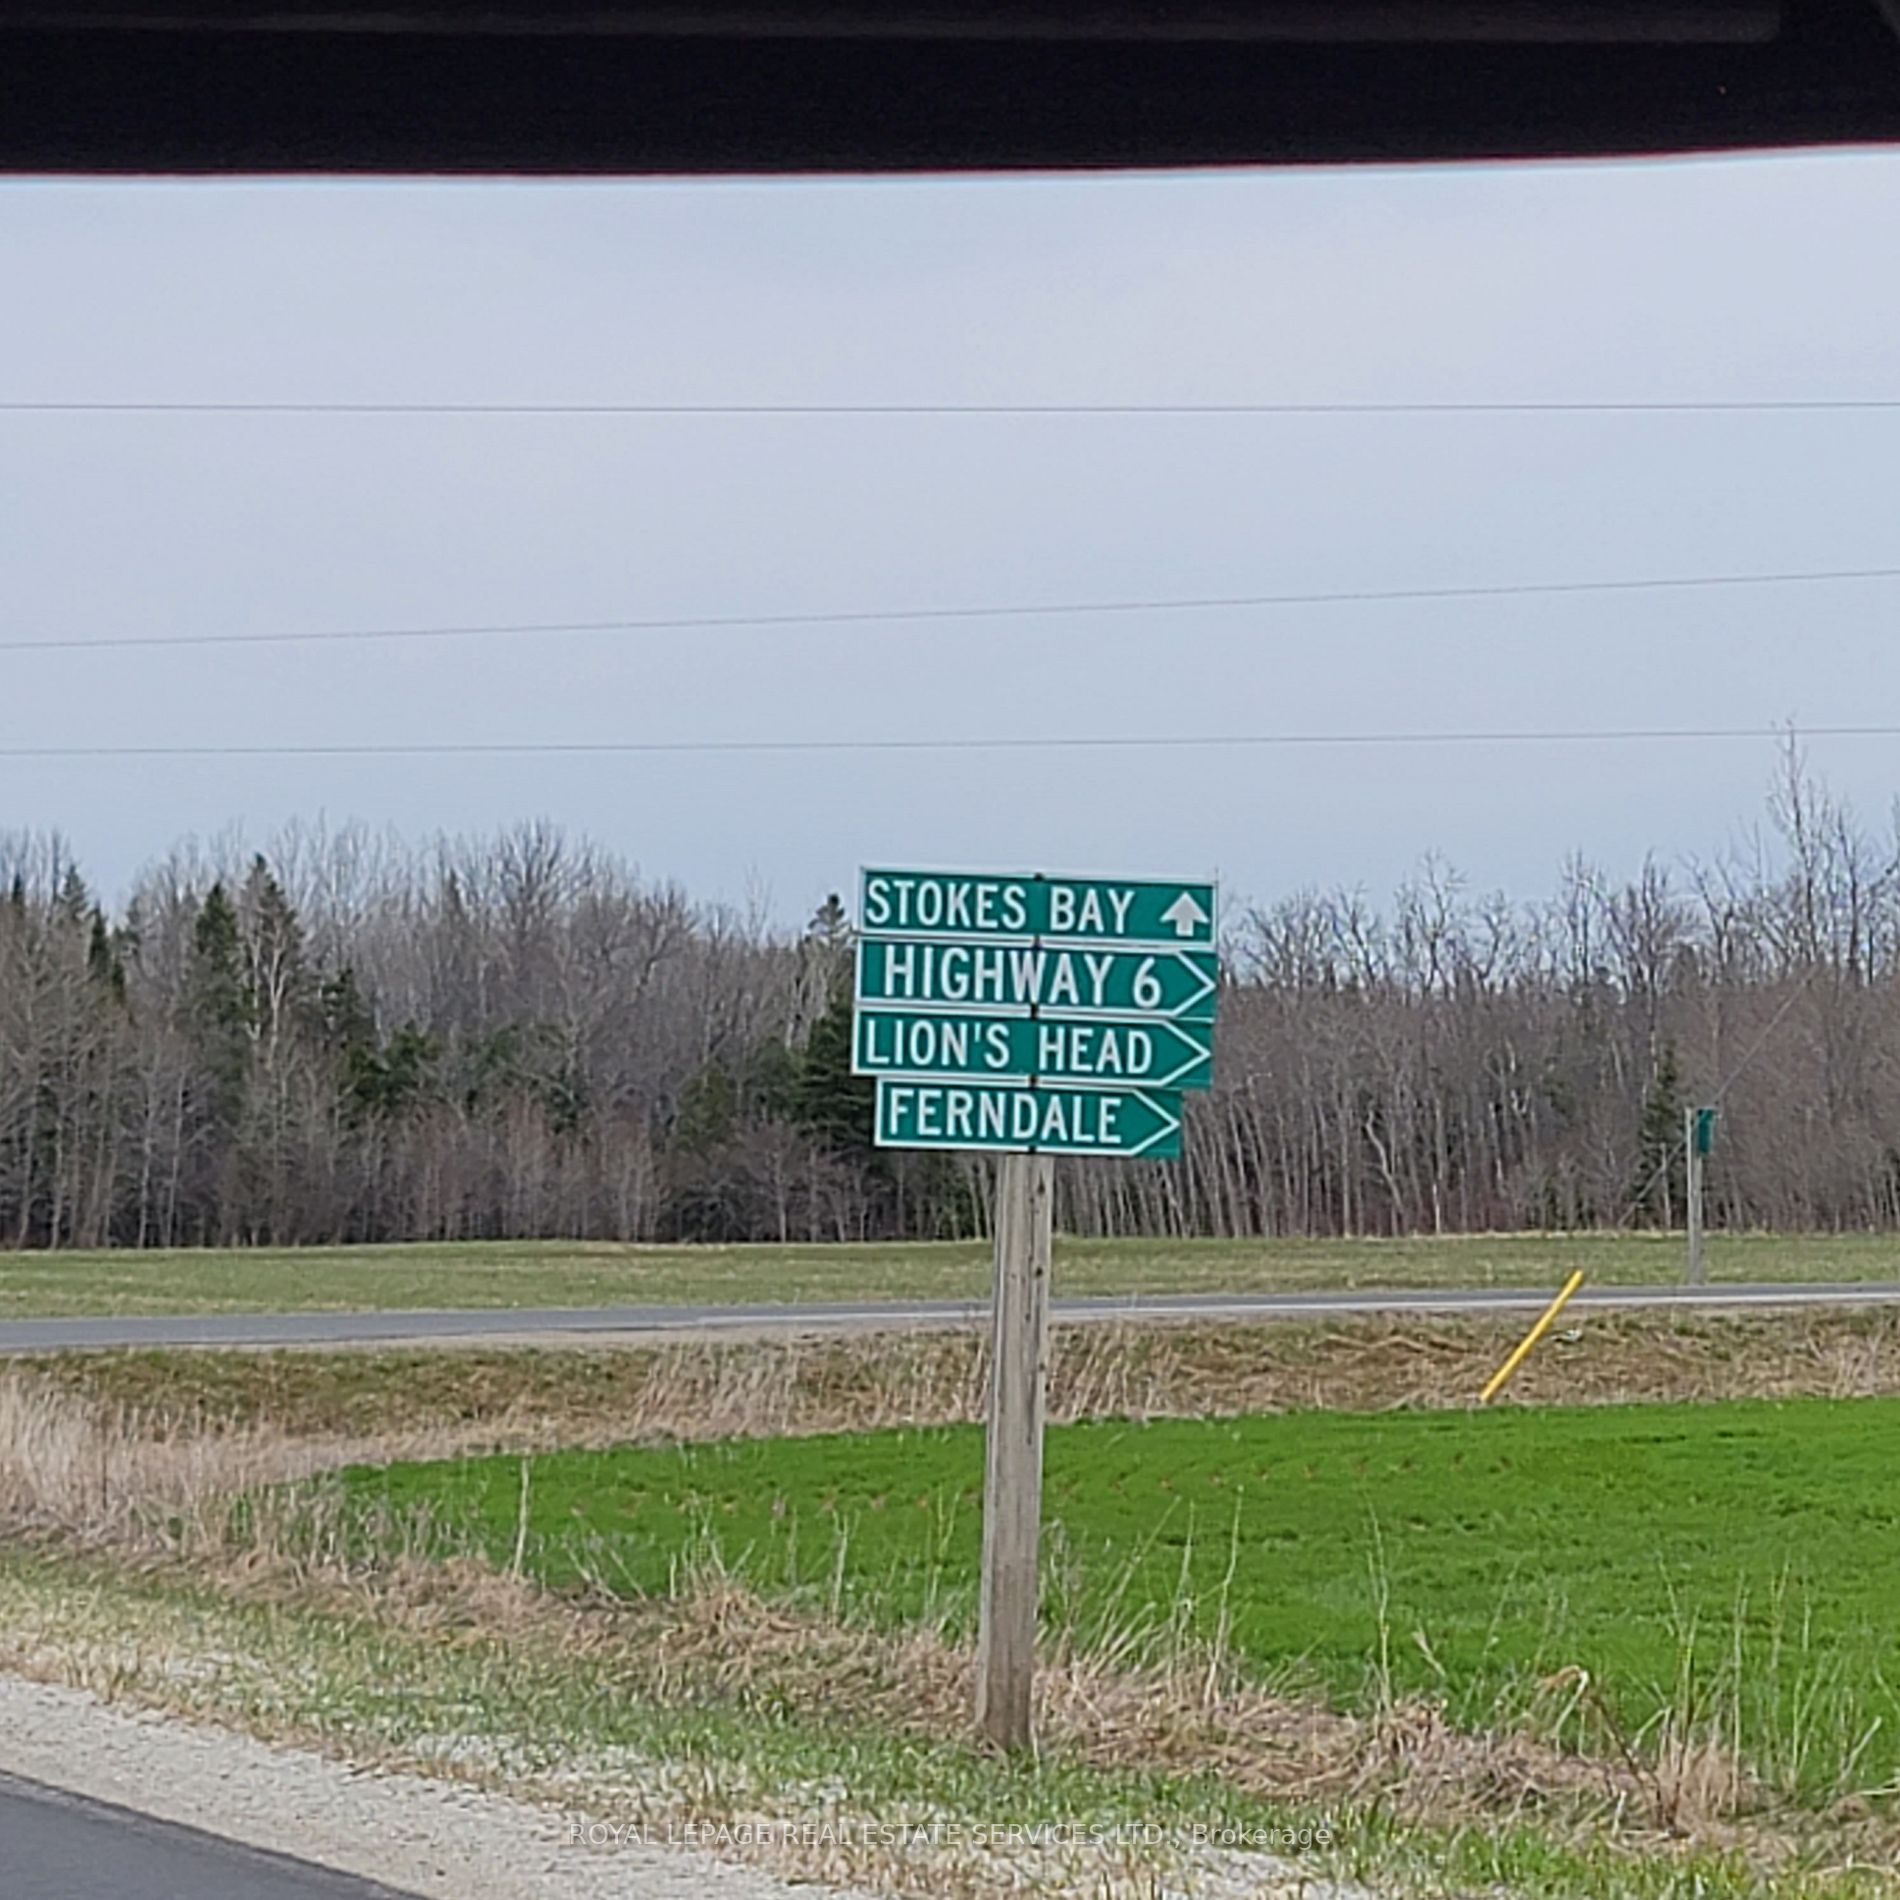 STOKES BAY
HIGHWAY 6
LION'S HEAD
FERNDALE
ROYAL LEPAGE REAL ESTATE SERVICES LTD., Brokerage